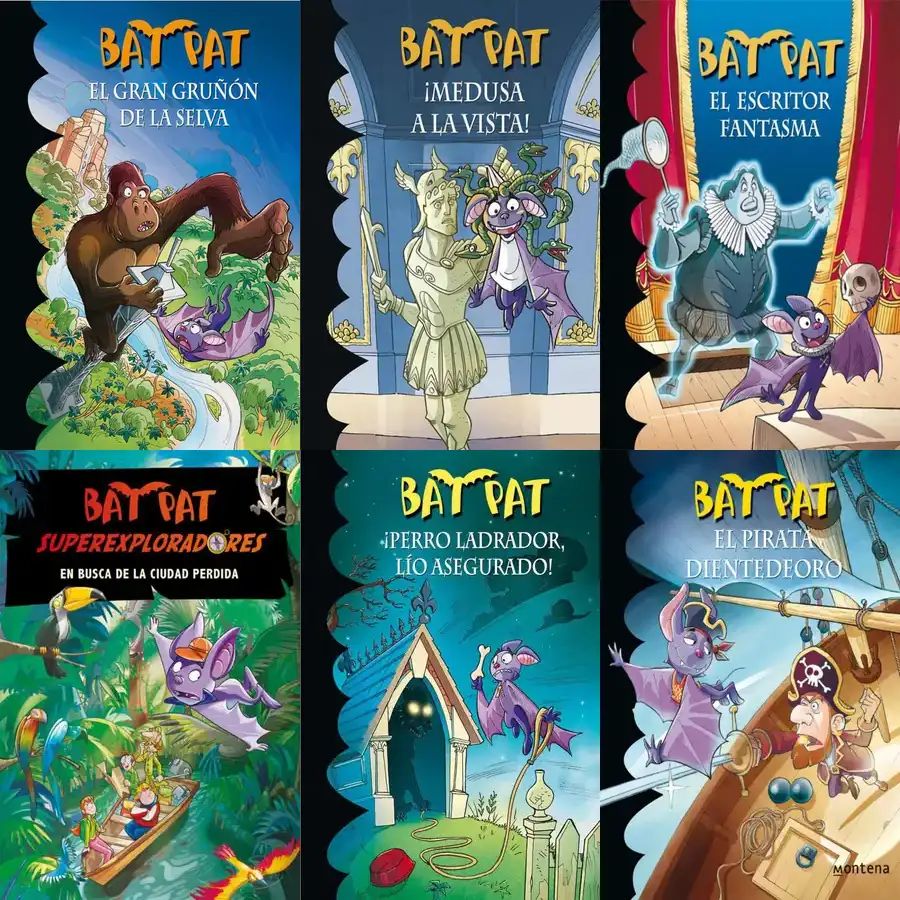 BAT PAT
EL GRAN GRUÑÓN
DE LA SELVA
BAT PAT
¡MEDUSA
A LA VISTA!
BAT PAT
EL ESCRITOR
FANTASMA
BAT PAT
SUPEREXPLORADORES
EN BUSCA DE LA CIUDAD PERDIDA
BAT PAT
¡PERRO LADRADOR,
LÍO ASEGURADO!
BAT PAT
EL PIRATA
DIENTEDEORO
Montena